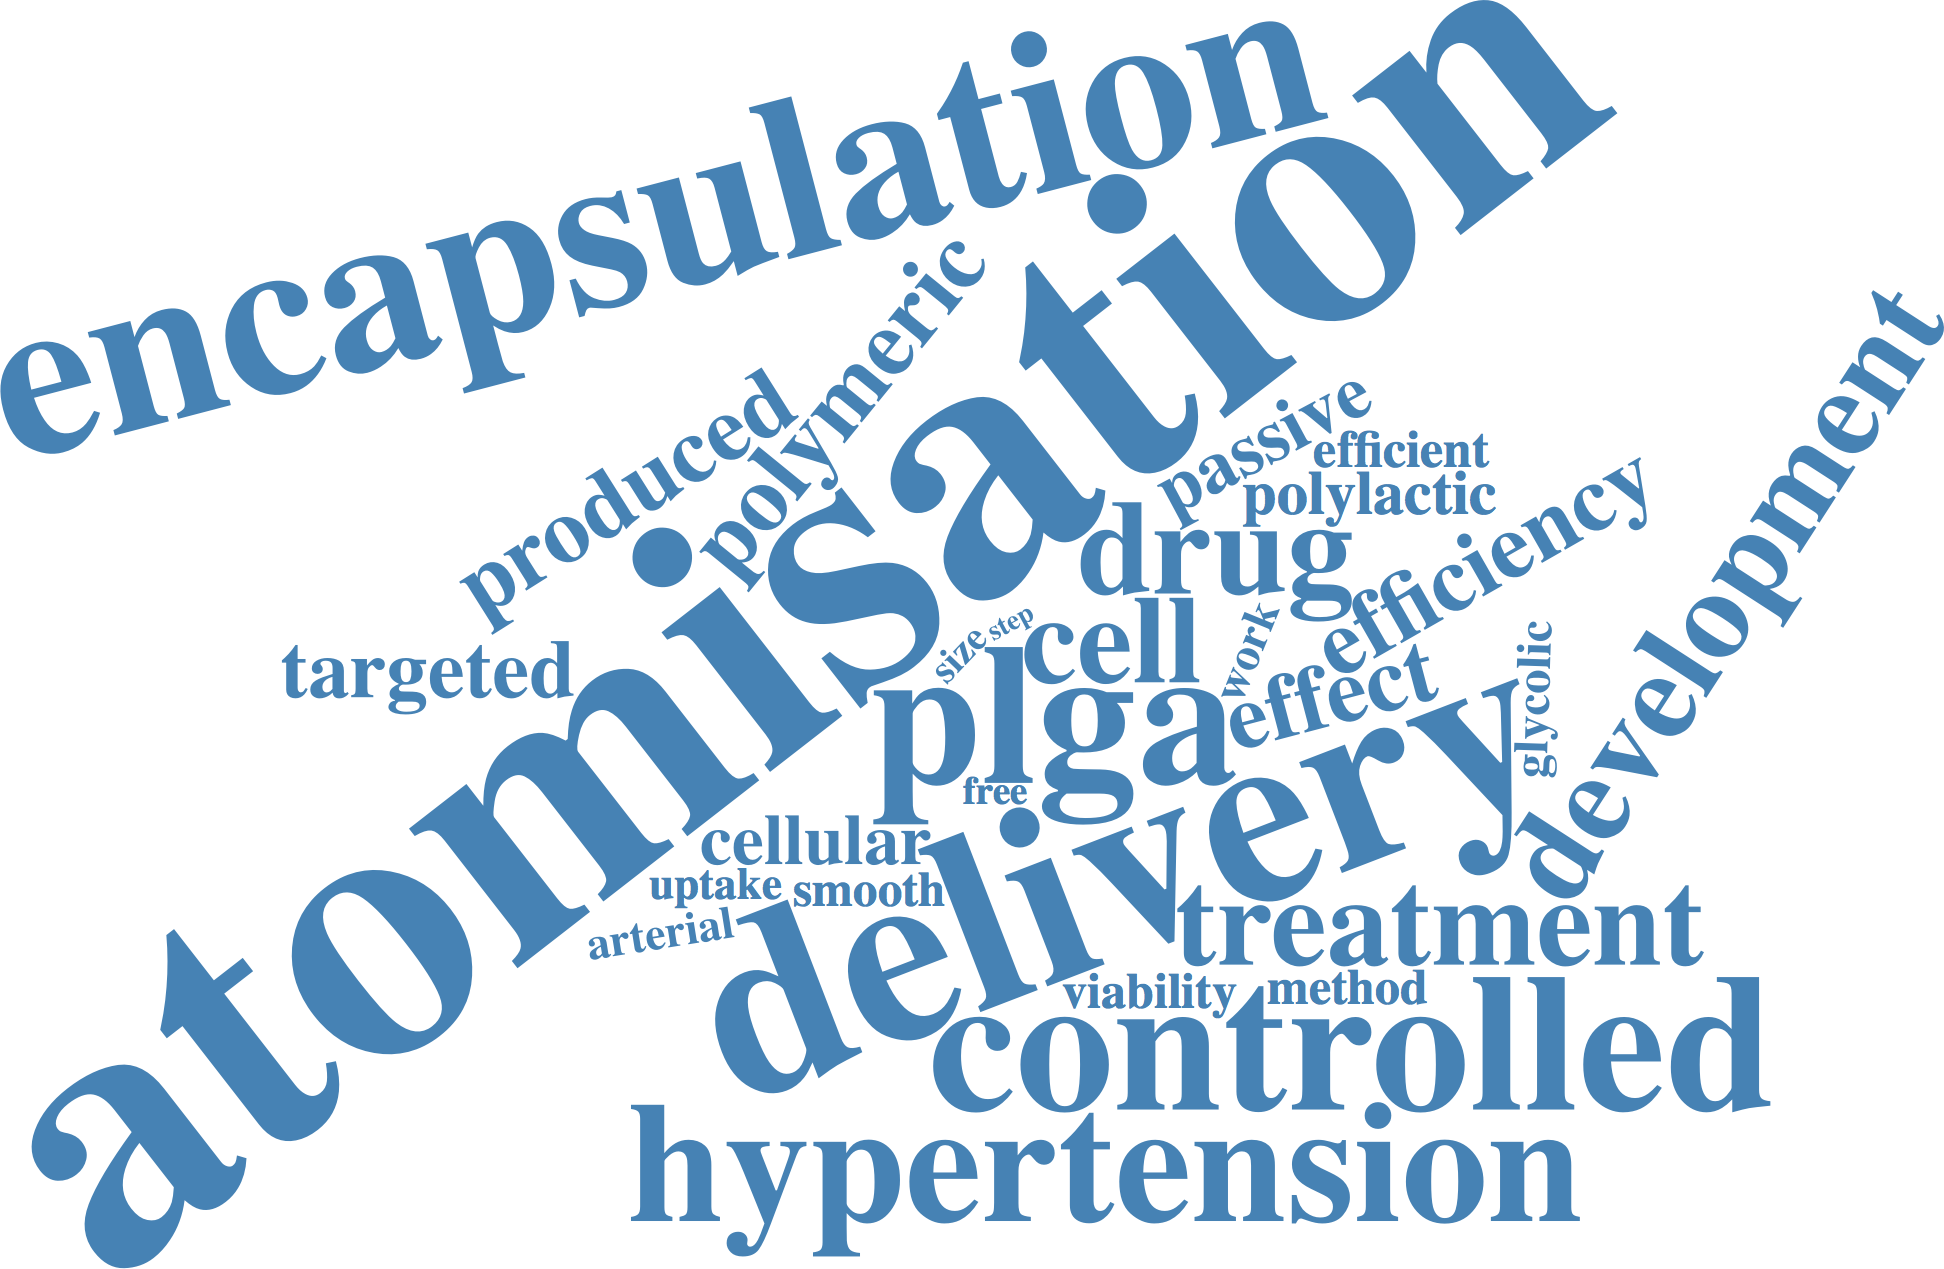 encapsulation
atomisation
polymeric
produced
passive
efficient
polylactic
development
efficiency
drug
targeted
size
step
cell
work
effect
glycolic
plga
free
delivery
cellular
uptake
smooth
arterial
treatment
viability
method
controlled
hypertension